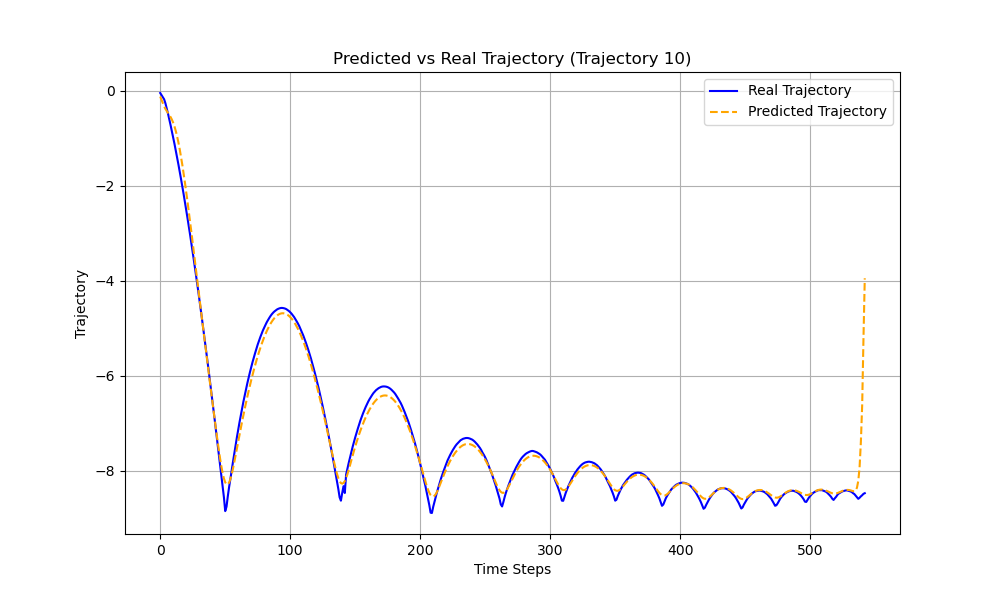 Predicted vs Real Trajectory (Trajectory 10)
Real Trajectory
Predicted Trajectory
Trajectory
0
−2
−4
−6
−8
0 100 200 300 400 500
Time Steps